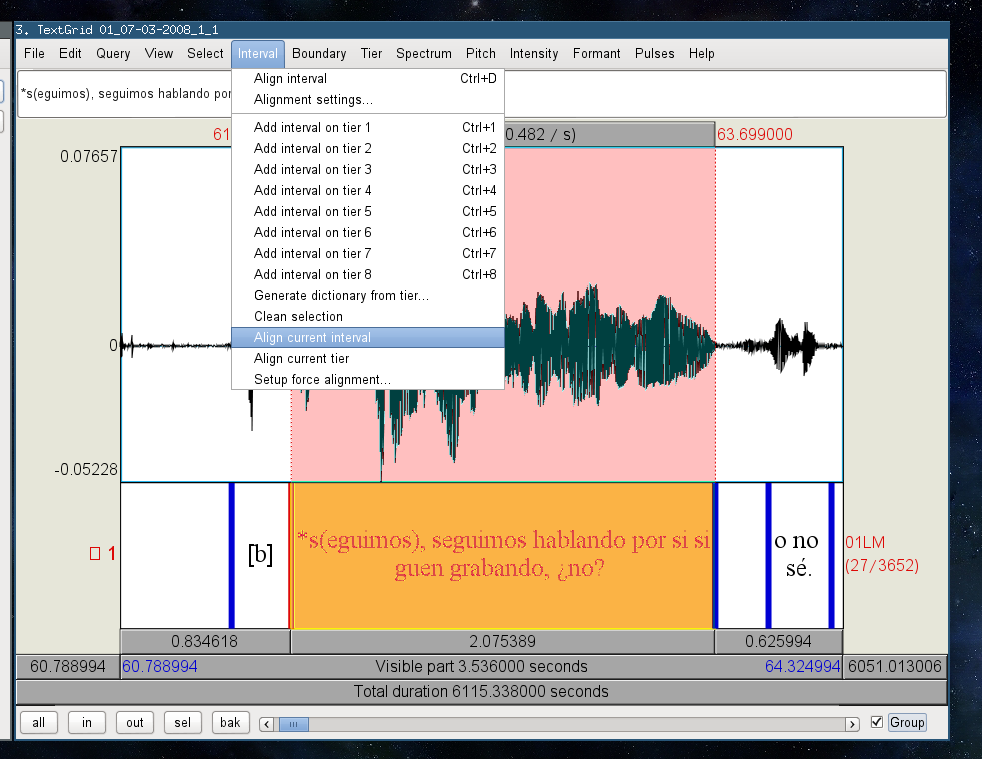 3. TextGrid 01_07-03-2008_1_1
File Edit Query View Select Interval Boundary Tier Spectrum Pitch Intensity Formant Pulses Help
*s(eguimos), seguimos hablando por
Align interval Ctrl+D
Alignment settings...
Add interval on tier 1 Ctrl+1
Add interval on tier 2 Ctrl+2
Add interval on tier 3 Ctrl+3
Add interval on tier 4 Ctrl+4
Add interval on tier 5 Ctrl+5
Add interval on tier 6 Ctrl+6
Add interval on tier 7 Ctrl+7
Add interval on tier 8 Ctrl+8
Generate dictionary from tier...
Clean selection
Align current interval
Align current tier
Setup force alignment...
61 0.482 / s) 63.699000
0.07657
0
-0.05228
1
[b]
*s(eguimos), seguimos hablando por si si
guen grabando, ¿no?
o no
sé.
01LM
(27/3652)
0.834618 2.075389 0.625994
60.788994 60.788994 Visible part 3.536000 seconds 64.324994 6051.013006
Total duration 6115.338000 seconds
all in out sel bak Group